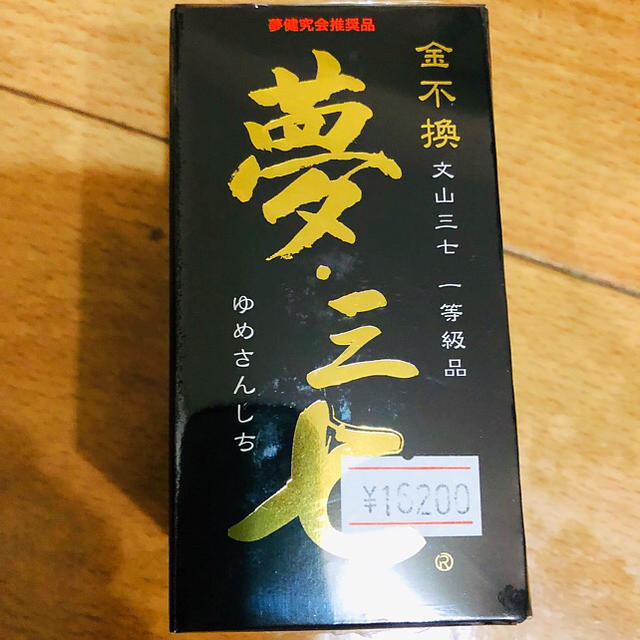 夢健究会推奨品
金不換
文山三七 一等級品
夢・三七
ゆめさんしち
¥16200
®